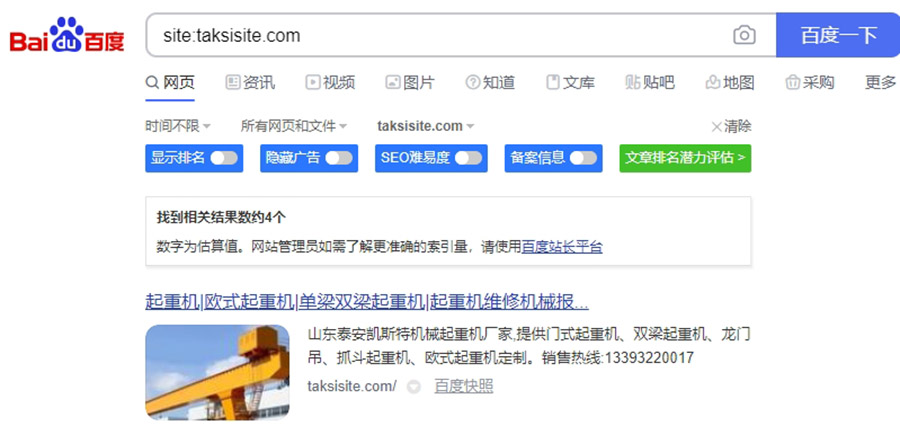 Bai du 百度
site:taksisite.com
百度一下
网页 资讯 视频 图片 知道 文库 贴吧 地图 采购 更多
时间不限 所有网页和文件 taksisite.com 清除
显示排名 隐藏广告 SEO难易度 备案信息 文章排名潜力评估 >
找到相关结果数约4个
数字为估算值。网站管理员如需了解更准确的索引量，请使用百度站长平台
起重机|欧式起重机|单梁双梁起重机|起重机维修机械报...
山东泰安凯斯特机械起重机厂家,提供门式起重机、双梁起重机、龙门
吊、抓斗起重机、欧式起重机定制。销售热线:13393220017
taksisite.com/ 百度快照